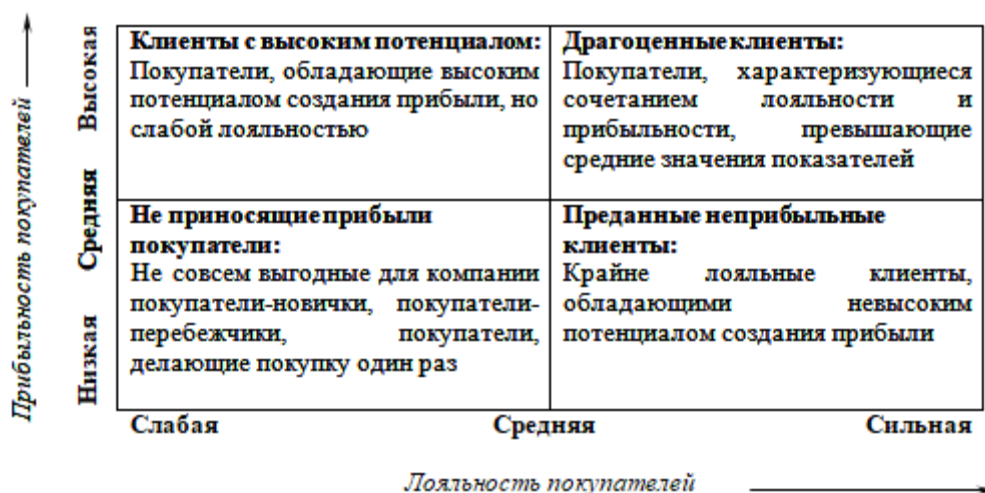 Прибыльность покупателей
Высокая
Средняя
Низкая
Клиенты с высоким потенциалом:
Покупатели, обладающие высоким
потенциалом создания прибыли, но
слабой лояльностью
Драгоценные клиенты:
Покупатели, характеризующиеся
сочетанием лояльности и
прибыльности, превышающие
средние значения показателей
Не приносящие прибыли
покупатели:
Не совсем выгодные для компании
покупатели-новички, покупатели-
перебежчики, покупатели,
делающие покупку один раз
Преданные неприбыльные
клиенты:
Крайне лояльные клиенты,
обладающими невысоким
потенциалом создания прибыли
Слабая Средняя Сильная
Лояльность покупателей